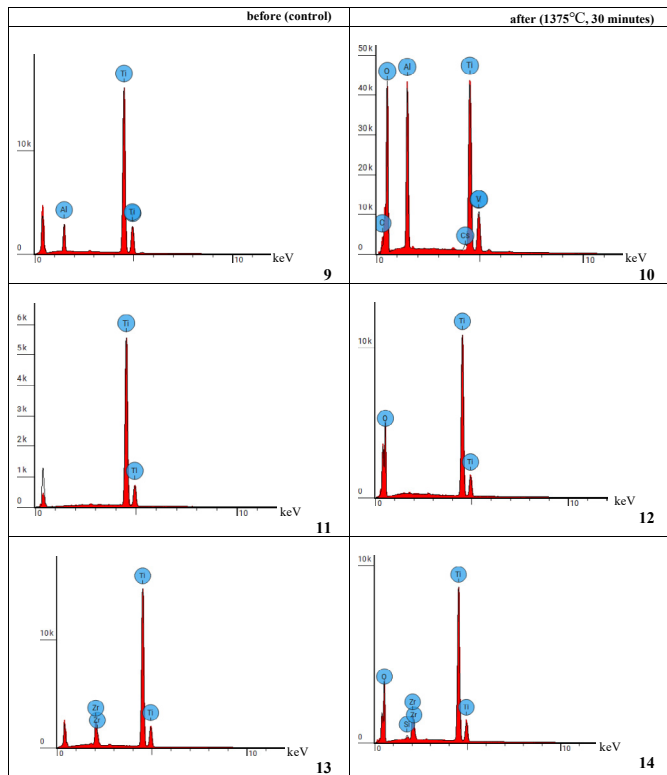 before (control)
after (1375℃, 30 minutes)
Ti
10k
Al
Ti
0
0
10
keV
9
50k
O
Al
Ti
40k
30k
20k
10k
C
V
Cs
0
0
10
keV
10
6k
Ti
5k
4k
3k
2k
Ti
1k
0
0
10
keV
11
Ti
10k
O
Ti
0
0
10
keV
12
Ti
10k
Zr
Zr
Ti
0
0
10
keV
13
10k
Ti
O
Zr
Zr
Ti
Si
0
0
10
keV
14